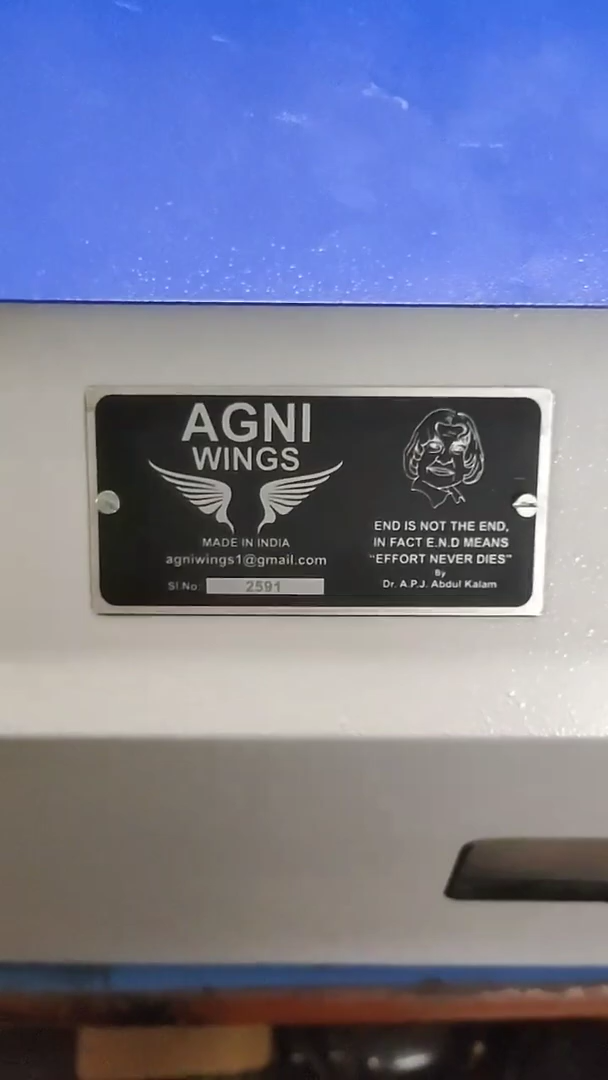 AGNI
WINGS
MADE IN INDIA
agniwings1@gmail.com
Sl.No: 2591
END IS NOT THE END,
IN FACT E.N.D MEANS
“EFFORT NEVER DIES”
By
Dr. A.P.J. Abdul Kalam